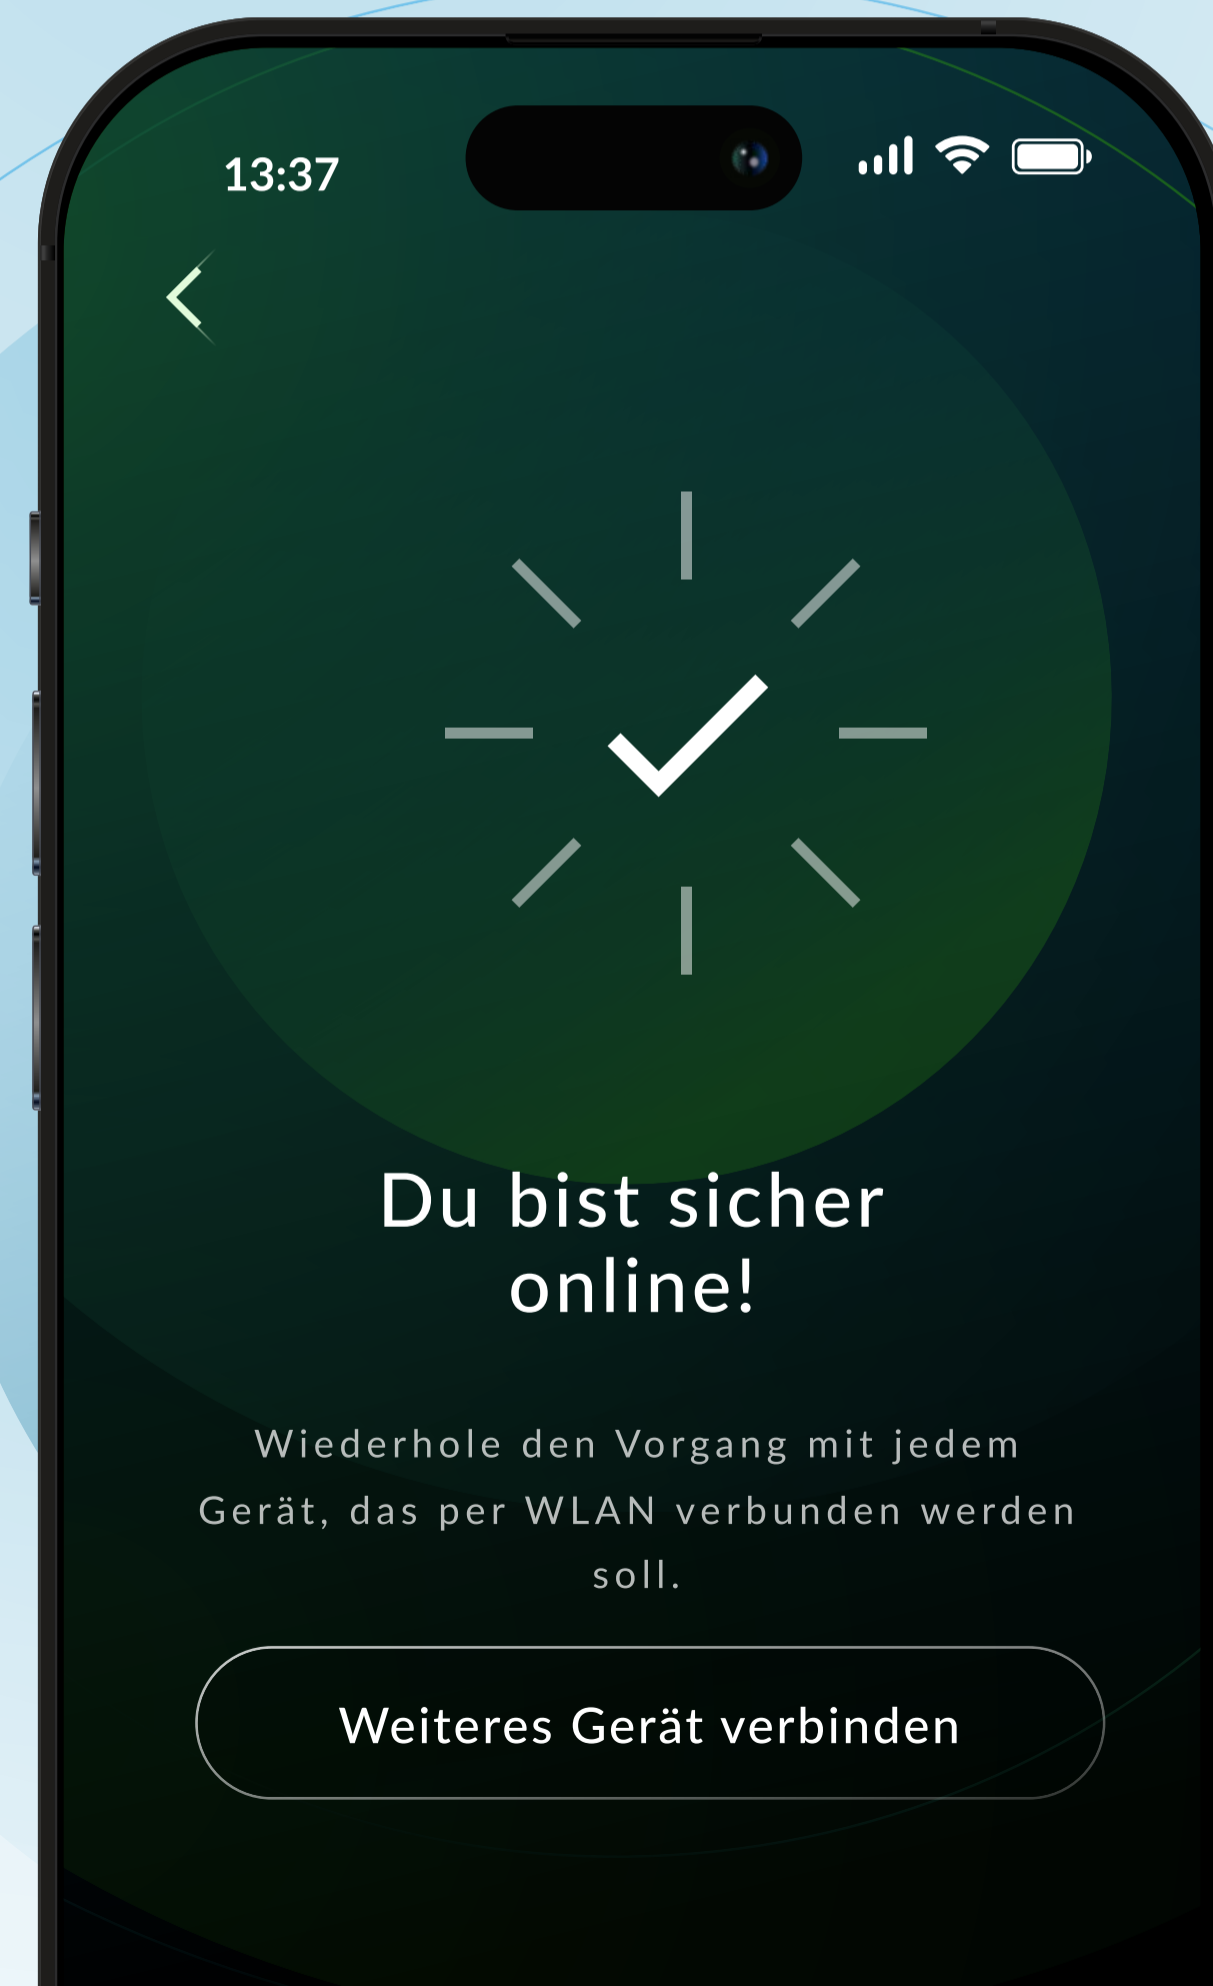 13:37
Du bist sicher
online!
Wiederhole den Vorgang mit jedem
Gerät, das per WLAN verbunden werden
soll.
Weiteres Gerät verbinden